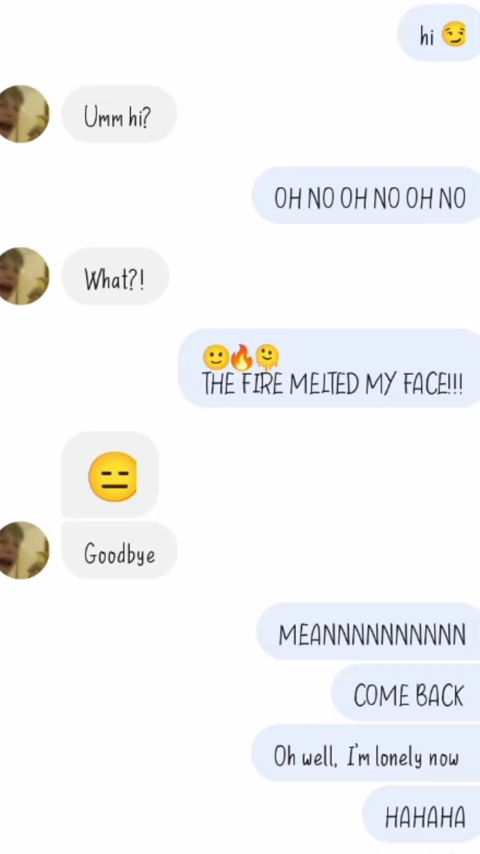 hi 😏
Umm hi?
OH NO OH NO OH NO
What?!
🙂🔥🫠
THE FIRE MELTED MY FACE!!!
😑
Goodbye
MEANNNNNNNNNN
COME BACK
Oh well, I'm lonely now
HAHAHA